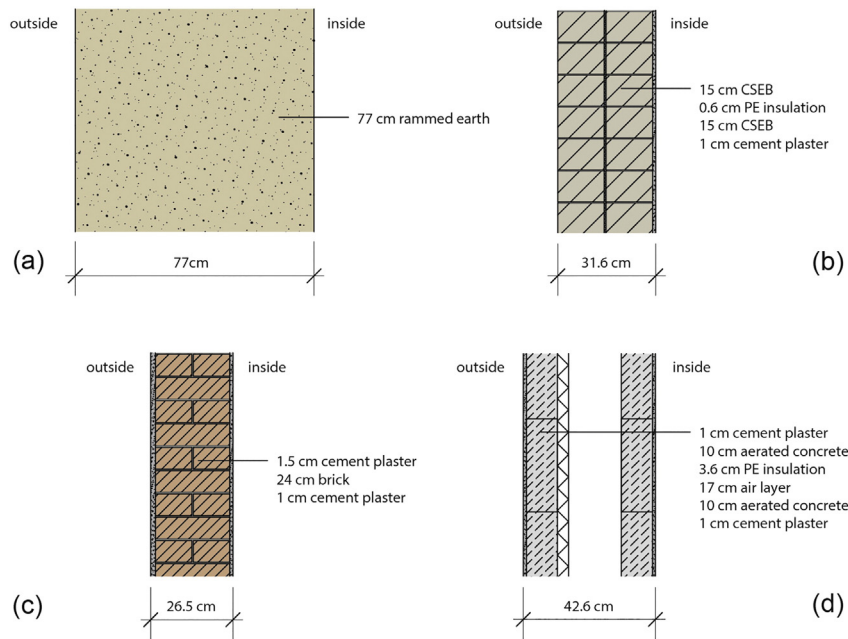 outside
inside
77 cm rammed earth
77cm
(a)
outside
inside
15 cm CSEB
0.6 cm PE insulation
15 cm CSEB
1 cm cement plaster
31.6 cm
(b)
outside
inside
1.5 cm cement plaster
24 cm brick
1 cm cement plaster
26.5 cm
(c)
outside
inside
1 cm cement plaster
10 cm aerated concrete
3.6 cm PE insulation
17 cm air layer
10 cm aerated concrete
1 cm cement plaster
42.6 cm
(d)